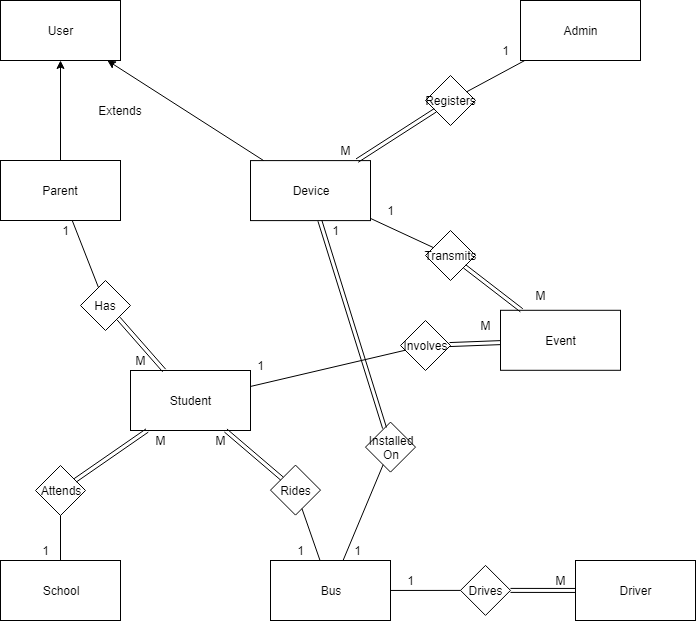 User
Admin
1
Extends
Registers
M
Parent
Device
1
1
1
Transmits
M
Has
M
Involves
M
Event
1
Student
M
M
Installed
On
Attends
Rides
1
1
1
School
Bus
1
Drives
M
Driver